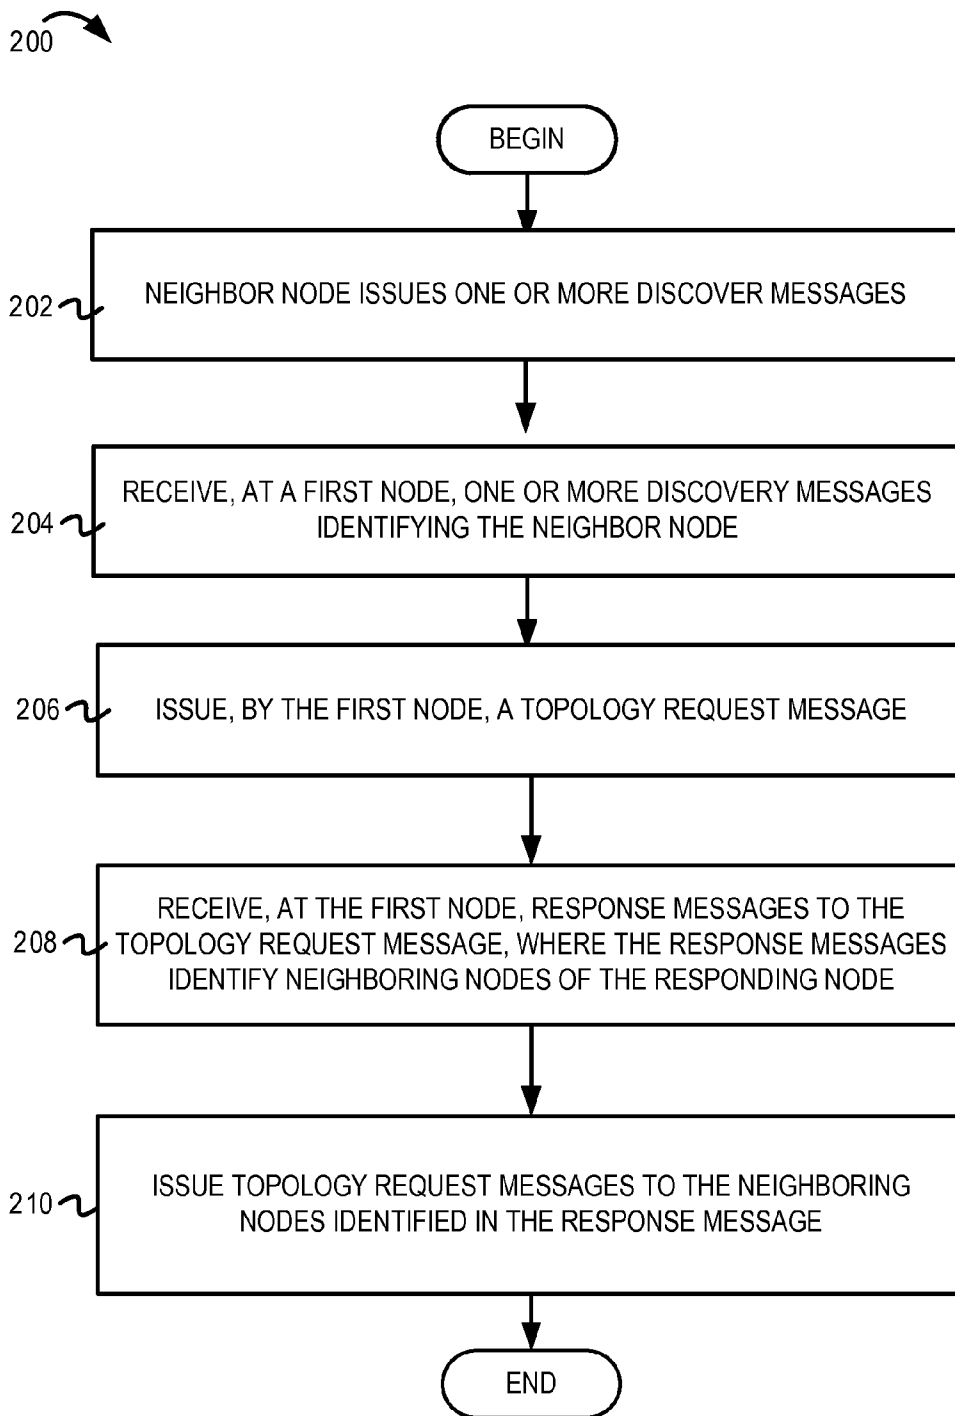 200
BEGIN
202
NEIGHBOR NODE ISSUES ONE OR MORE DISCOVER MESSAGES
204
RECEIVE, AT A FIRST NODE, ONE OR MORE DISCOVERY MESSAGES
IDENTIFYING THE NEIGHBOR NODE
206
ISSUE, BY THE FIRST NODE, A TOPOLOGY REQUEST MESSAGE
208
RECEIVE, AT THE FIRST NODE, RESPONSE MESSAGES TO THE
TOPOLOGY REQUEST MESSAGE, WHERE THE RESPONSE MESSAGES
IDENTIFY NEIGHBORING NODES OF THE RESPONDING NODE
210
ISSUE TOPOLOGY REQUEST MESSAGES TO THE NEIGHBORING
NODES IDENTIFIED IN THE RESPONSE MESSAGE
END